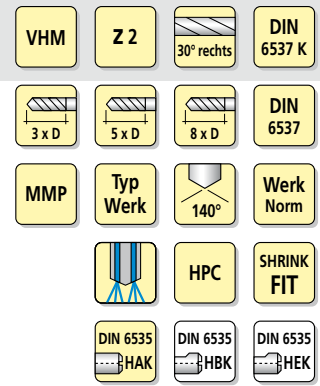 VHM
Z 2
30° rechts
DIN
6537 K
3 x D
5 x D
8 x D
DIN
6537
MMP
Typ
Werk
140°
Werk
Norm
HPC
SHRINK
FIT
DIN 6535
HAK
DIN 6535
HBK
DIN 6535
HEK